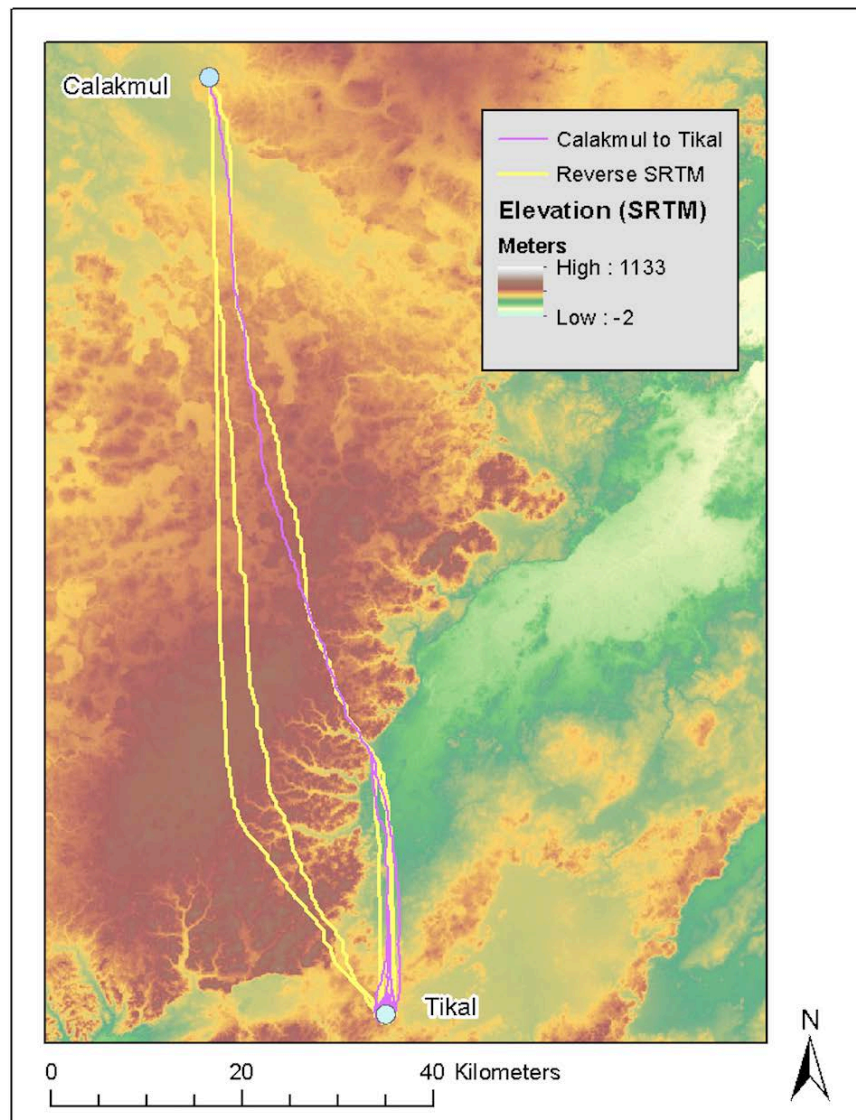 Calakmul
Calakmul to Tikal
Reverse SRTM
Elevation (SRTM)
Meters
High : 1133
Low : -2
Tikal
N
0 20 40 Kilometers